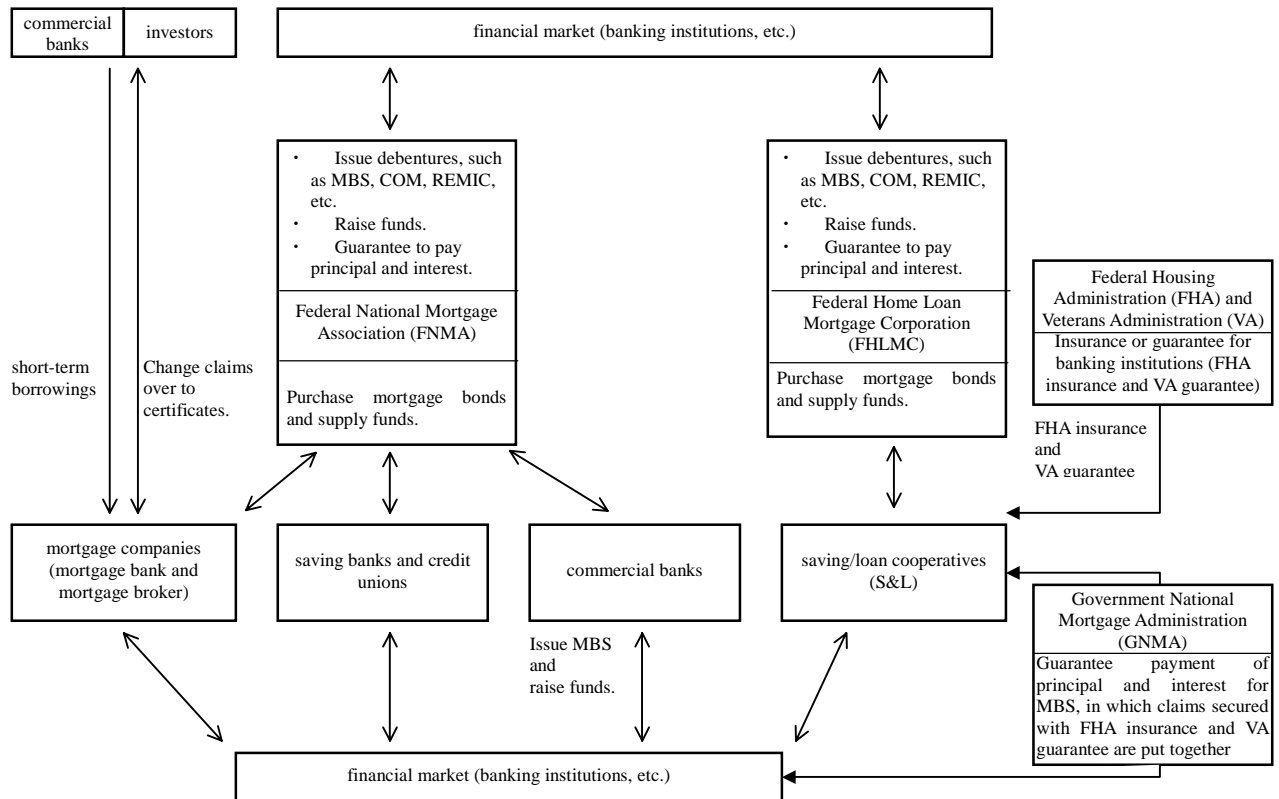 commercial
banks
investors
financial market (banking institutions, etc.)
・ Issue debentures, such
as MBS, COM, REMIC,
etc.
・ Raise funds.
・ Guarantee to pay
principal and interest.
Federal National Mortgage
Association (FNMA)
Purchase mortgage bonds
and supply funds.
・ Issue debentures, such
as MBS, COM, REMIC,
etc.
・ Raise funds.
・ Guarantee to pay
principal and interest.
Federal Home Loan
Mortgage Corporation
(FHLMC)
Purchase mortgage bonds
and supply funds.
Federal Housing
Administration (FHA) and
Veterans Administration (VA)
Insurance or guarantee for
banking institutions (FHA
insurance and VA guarantee)
short-term
borrowings
Change claims
over to
certificates.
FHA insurance
and
VA guarantee
mortgage companies
(mortgage bank and
mortgage broker)
saving banks and credit
unions
commercial banks
saving/loan cooperatives
(S&L)
Government National
Mortgage Administration
(GNMA)
Guarantee payment of
principal and interest for
MBS, in which claims secured
with FHA insurance and VA
guarantee are put together
Issue MBS
and
raise funds.
financial market (banking institutions, etc.)